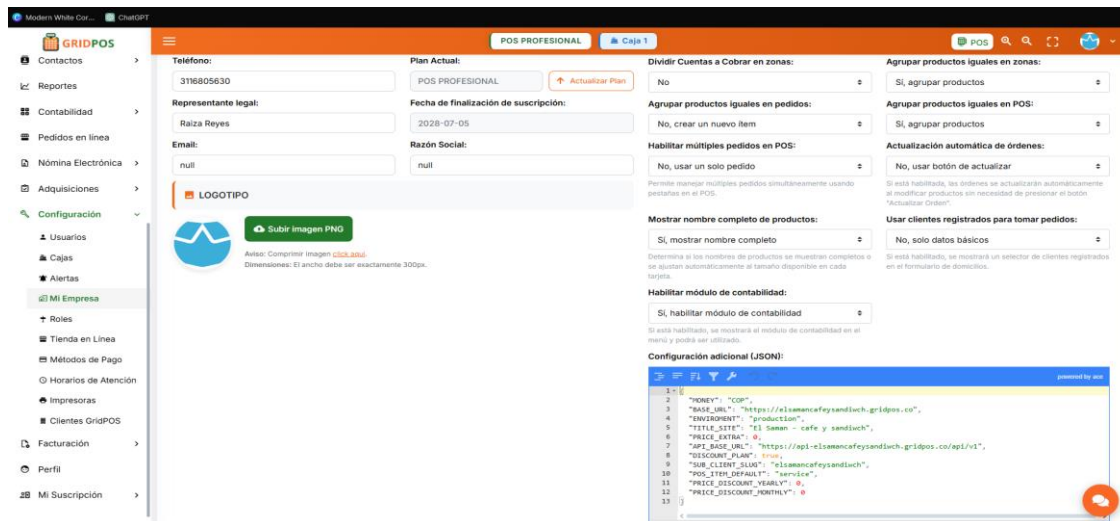 Modern White Cor...
ChatGPT
GRIDPOS
POS PROFESIONAL
Caja 1
POS
Contactos
Reportes
Contabilidad
Pedidos en línea
Nómina Electrónica
Adquisiciones
Configuración
Usuarios
Cajas
Alertas
Mi Empresa
Roles
Tienda en Línea
Métodos de Pago
Horarios de Atención
Impresoras
Clientes GridPOS
Facturación
Perfil
Mi Suscripción
Teléfono:
3116805630
Plan Actual:
POS PROFESIONAL
Actualizar Plan
Representante legal:
Raiza Reyes
Fecha de finalización de suscripción:
2028-07-05
Email:
null
Razón Social:
null
LOGOTIPO
Subir imagen PNG
Aviso: Comprimir imagen click aquí.
Dimensiones: El ancho debe ser exactamente 300px.
Dividir Cuentas a Cobrar en zonas:
No
Agrupar productos iguales en zonas:
Sí, agrupar productos
Agrupar productos iguales en pedidos:
No, crear un nuevo ítem
Agrupar productos iguales en POS:
Sí, agrupar productos
Habilitar múltiples pedidos en POS:
No, usar un solo pedido
Permite manejar múltiples pedidos simultáneamente usando
pestañas en el POS.
Actualización automática de órdenes:
No, usar botón de actualizar
Si está habilitada, las órdenes se actualizarán automáticamente
al modificar productos sin necesidad de presionar el botón
"Actualizar Orden".
Mostrar nombre completo de productos:
Sí, mostrar nombre completo
Determina si los nombres de productos se muestran completos o
se ajustan automáticamente al tamaño disponible en cada
tarjeta.
Usar clientes registrados para tomar pedidos:
No, solo datos básicos
Si está habilitado, se mostrará un selector de clientes registrados
en el formulario de domicilios.
Habilitar módulo de contabilidad:
Sí, habilitar módulo de contabilidad
Si está habilitado, se mostrará el módulo de contabilidad en el
menú y podrá ser utilizado.
Configuración adicional (JSON):
powered by ace
1 {
2 "MONEY": "COP",
3 "BASE_URL": "https://elsamancafeysandiwch.gridpos.co",
4 "ENVIROMENT": "production",
5 "TITLE_SITE": "El Saman - cafe y sandiwch",
6 "PRICE_EXTRA": 0,
7 "API_BASE_URL": "https://api-elsamancafeysandiwch.gridpos.co/api/v1",
8 "DISCOUNT_PLAN": true,
9 "SUB_CLIENT_SLUG": "elsamancafeysandiwch",
10 "POS_ITEM_DEFAULT": "service",
11 "PRICE_DISCOUNT_YEARLY": 0,
12 "PRICE_DISCOUNT_MONTHLY": 0
13 }